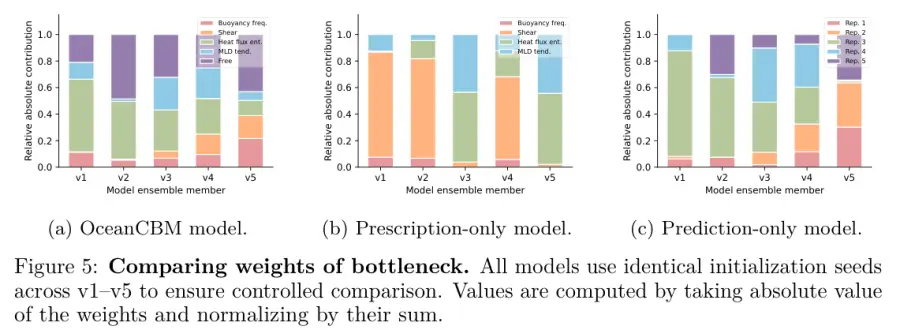 Relative absolute contribution
1.0
0.8
0.6
0.4
0.2
0.0
Buoyancy freq.
Shear
Heat flux ent.
MLD tend.
Free
v1 v2 v3 v4 v5
Model ensemble member
(a) OceanCBM model.
Relative absolute contribution
1.0
0.8
0.6
0.4
0.2
0.0
Buoyancy freq.
Shear
Heat flux ent.
MLD tend.
v1 v2 v3 v4 v5
Model ensemble member
(b) Prescription-only model.
Relative absolute contribution
1.0
0.8
0.6
0.4
0.2
0.0
Rep. 1
Rep. 2
Rep. 3
Rep. 4
Rep. 5
v1 v2 v3 v4 v5
Model ensemble member
(c) Prediction-only model.
Figure 5: Comparing weights of bottleneck. All models use identical initialization seeds
across v1–v5 to ensure controlled comparison. Values are computed by taking absolute value
of the weights and normalizing by their sum.